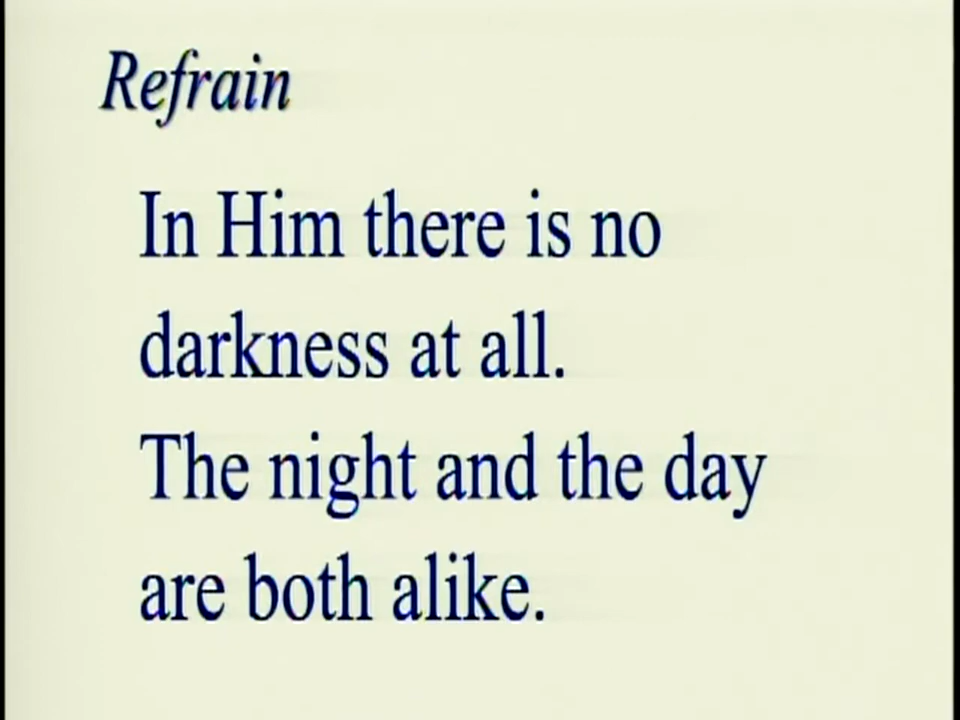 Refrain
In Him there is no
darkness at all.
The night and the day
are both alike.